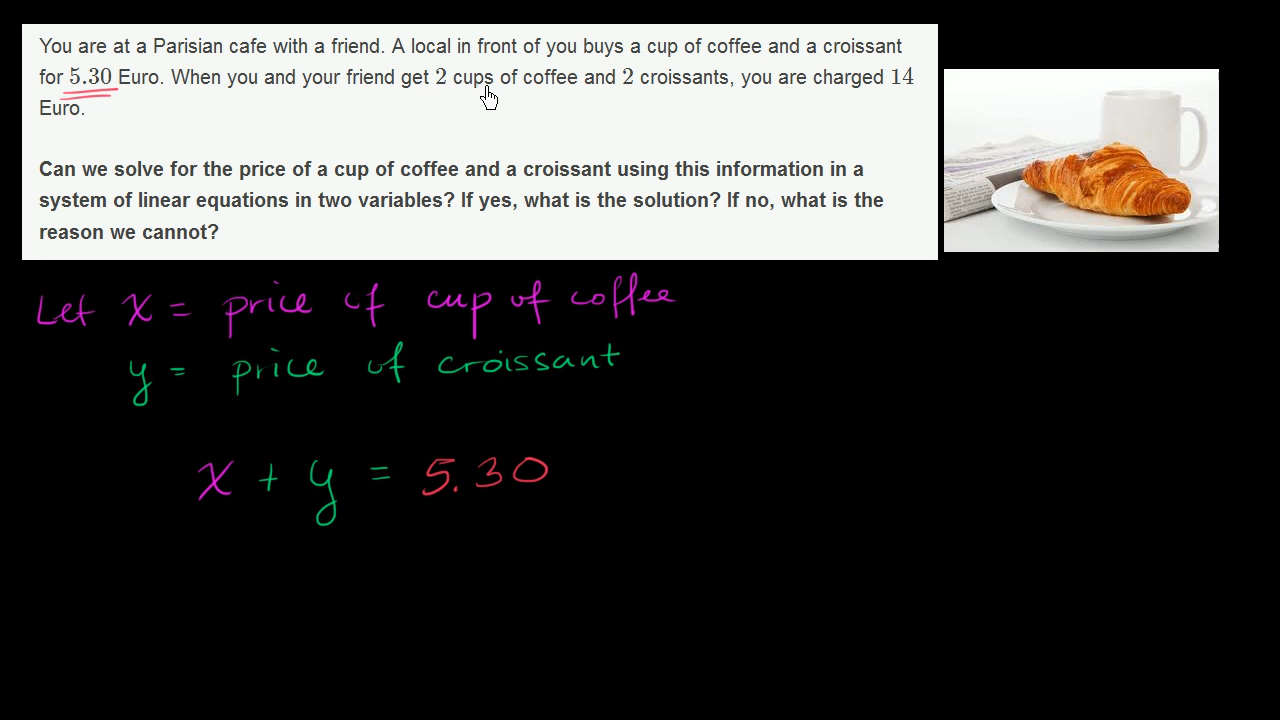 You are at a Parisian cafe with a friend. A local in front of you buys a cup of coffee and a croissant
for 5.30 Euro. When you and your friend get 2 cups of coffee and 2 croissants, you are charged 14
Euro.
Can we solve for the price of a cup of coffee and a croissant using this information in a
system of linear equations in two variables? If yes, what is the solution? If no, what is the
reason we cannot?
Let x = price of cup of coffee
y = price of croissant
x + y = 5.30